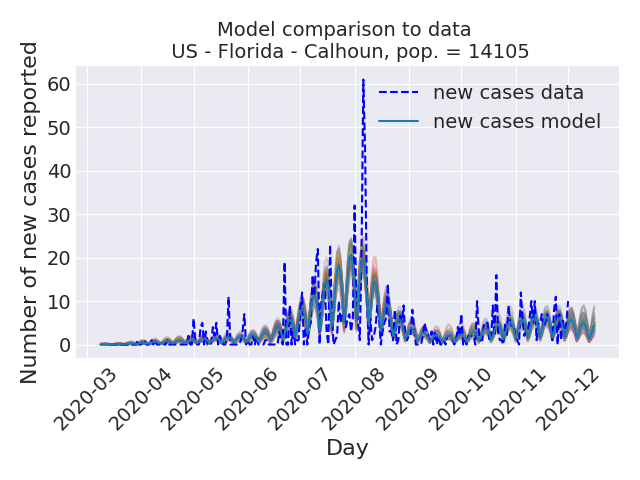 Model comparison to data
US - Florida - Calhoun, pop. = 14105
Number of new cases reported
60
50
40
30
20
10
0
new cases data
new cases model
2020-03
2020-04
2020-05
2020-06
2020-07
2020-08
2020-09
2020-10
2020-11
2020-12
Day